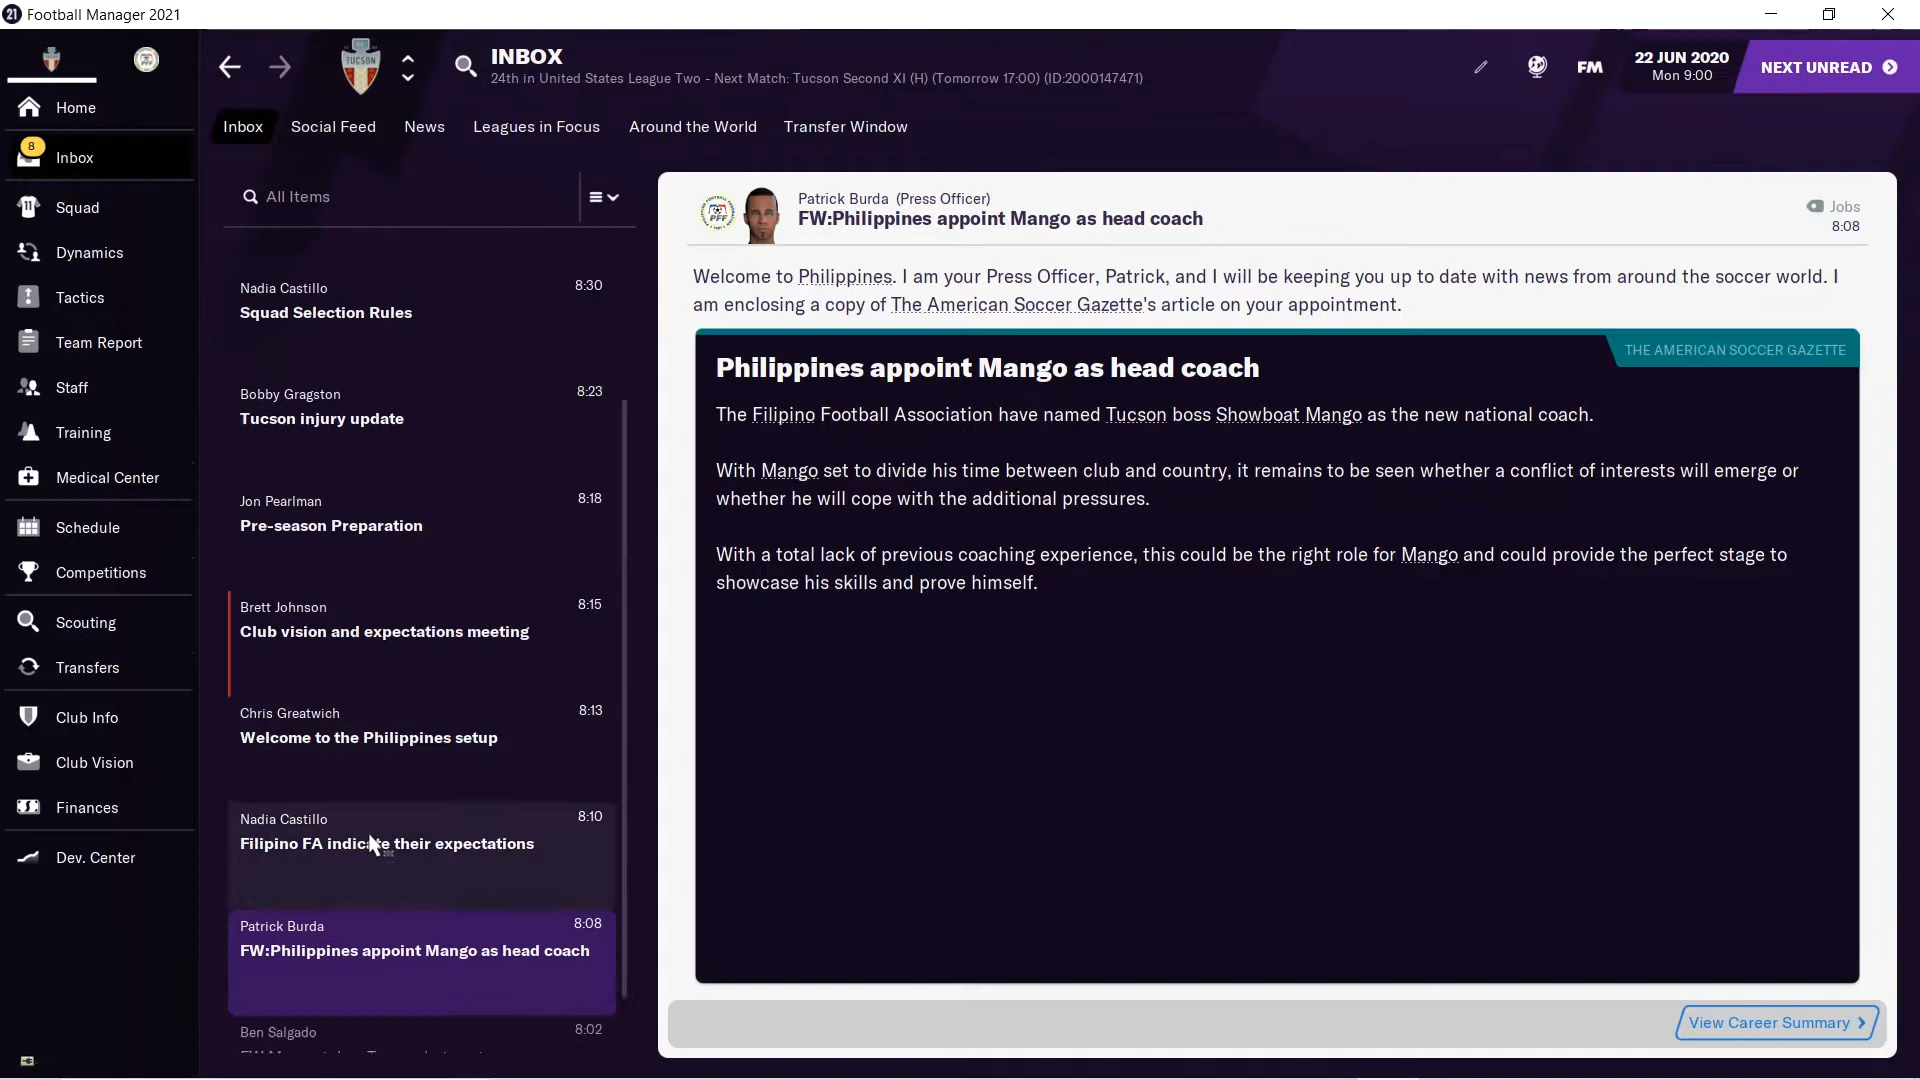 Football Manager 2021
INBOX
24th in United States League Two - Next Match: Tucson Second XI (H) (Tomorrow 17:00) (ID:2000147471)
FM
22 JUN 2020
Mon 9:00
NEXT UNREAD
Home
8
Inbox
Squad
Dynamics
Tactics
Team Report
Staff
Training
Medical Center
Schedule
Competitions
Scouting
Transfers
Club Info
Club Vision
Finances
Dev. Center
Inbox
Social Feed
News
Leagues in Focus
Around the World
Transfer Window
All Items
Nadia Castillo 8:30
Squad Selection Rules
Bobby Gragston 8:23
Tucson injury update
Jon Pearlman 8:18
Pre-season Preparation
Brett Johnson 8:15
Club vision and expectations meeting
Chris Greatwich 8:13
Welcome to the Philippines setup
Nadia Castillo 8:10
Filipino FA indicate their expectations
Patrick Burda 8:08
FW:Philippines appoint Mango as head coach
Ben Salgado 8:02
Patrick Burda (Press Officer)
FW:Philippines appoint Mango as head coach
Jobs
8:08
Welcome to Philippines. I am your Press Officer, Patrick, and I will be keeping you up to date with news from around the soccer world. I
am enclosing a copy of The American Soccer Gazette's article on your appointment.
THE AMERICAN SOCCER GAZETTE
Philippines appoint Mango as head coach
The Filipino Football Association have named Tucson boss Showboat Mango as the new national coach.
With Mango set to divide his time between club and country, it remains to be seen whether a conflict of interests will emerge or
whether he will cope with the additional pressures.
With a total lack of previous coaching experience, this could be the right role for Mango and could provide the perfect stage to
showcase his skills and prove himself.
View Career Summary